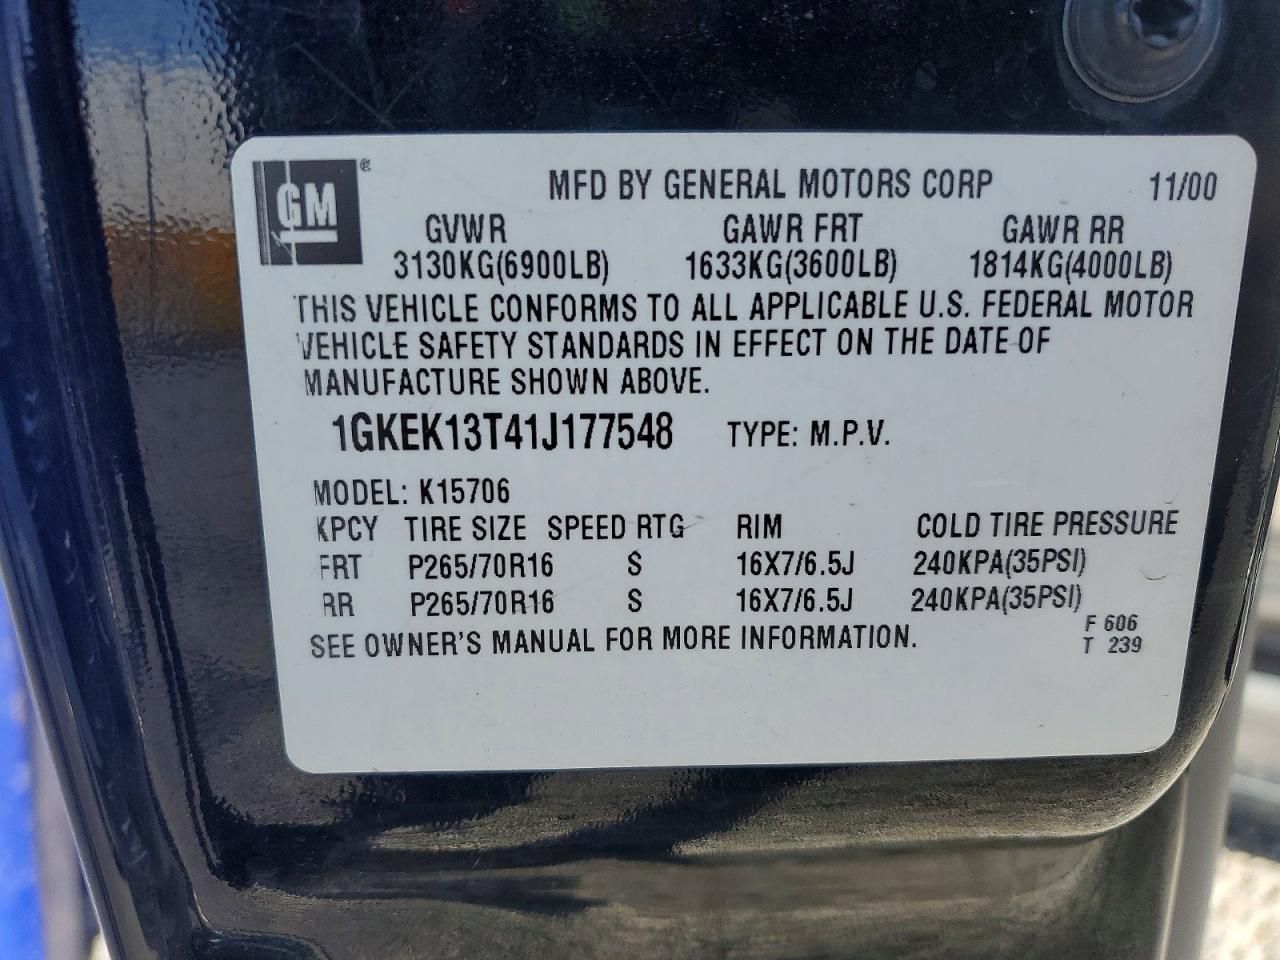 GM®
MFD BY GENERAL MOTORS CORP 11/00
GVWR GAWR FRT GAWR RR
3130KG(6900LB) 1633KG(3600LB) 1814KG(4000LB)
THIS VEHICLE CONFORMS TO ALL APPLICABLE U.S. FEDERAL MOTOR
VEHICLE SAFETY STANDARDS IN EFFECT ON THE DATE OF
MANUFACTURE SHOWN ABOVE.
1GKEK13T41J177548 TYPE: M.P.V.
MODEL: K15706
KPCY TIRE SIZE SPEED RTG RIM COLD TIRE PRESSURE
FRT P265/70R16 S 16X7/6.5J 240KPA(35PSI)
RR P265/70R16 S 16X7/6.5J 240KPA(35PSI)
SEE OWNER'S MANUAL FOR MORE INFORMATION.
F 606
T 239